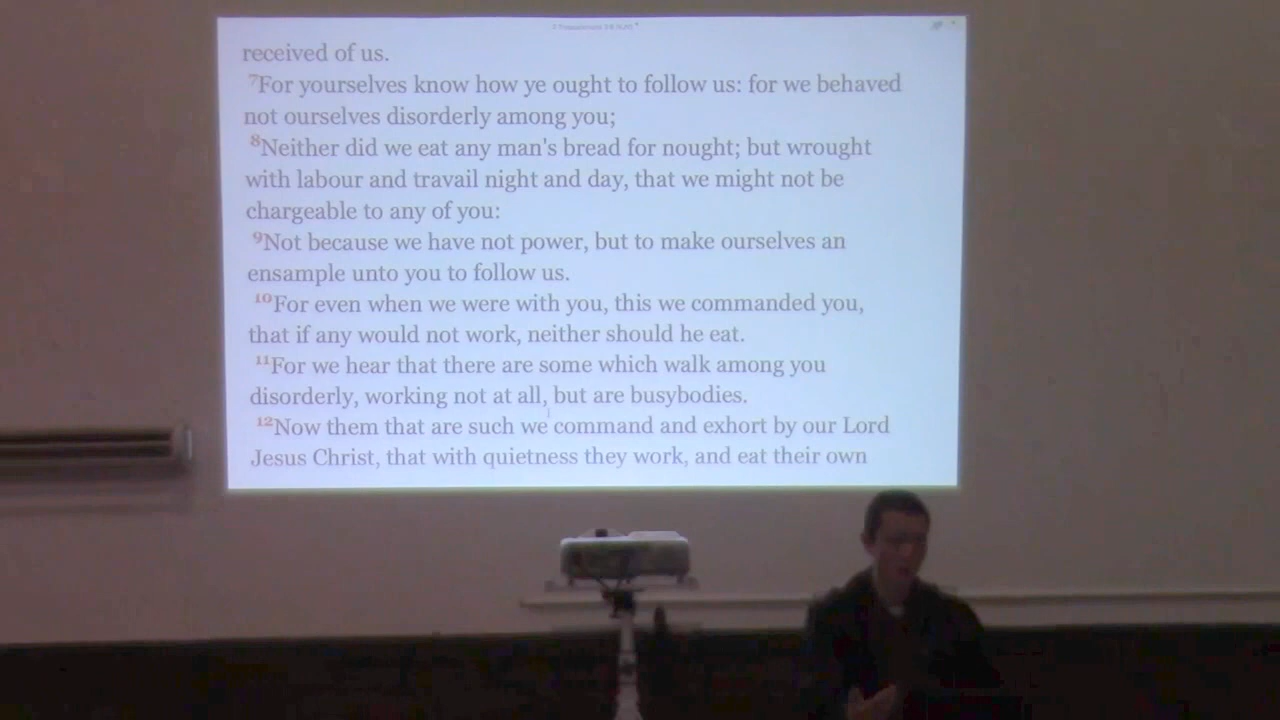 received of us.
7For yourselves know how ye ought to follow us: for we behaved
not ourselves disorderly among you;
8Neither did we eat any man's bread for nought; but wrought
with labour and travail night and day, that we might not be
chargeable to any of you:
9Not because we have not power, but to make ourselves an
ensample unto you to follow us.
10For even when we were with you, this we commanded you,
that if any would not work, neither should he eat.
11For we hear that there are some which walk among you
disorderly, working not at all, but are busybodies.
12Now them that are such we command and exhort by our Lord
Jesus Christ, that with quietness they work, and eat their own